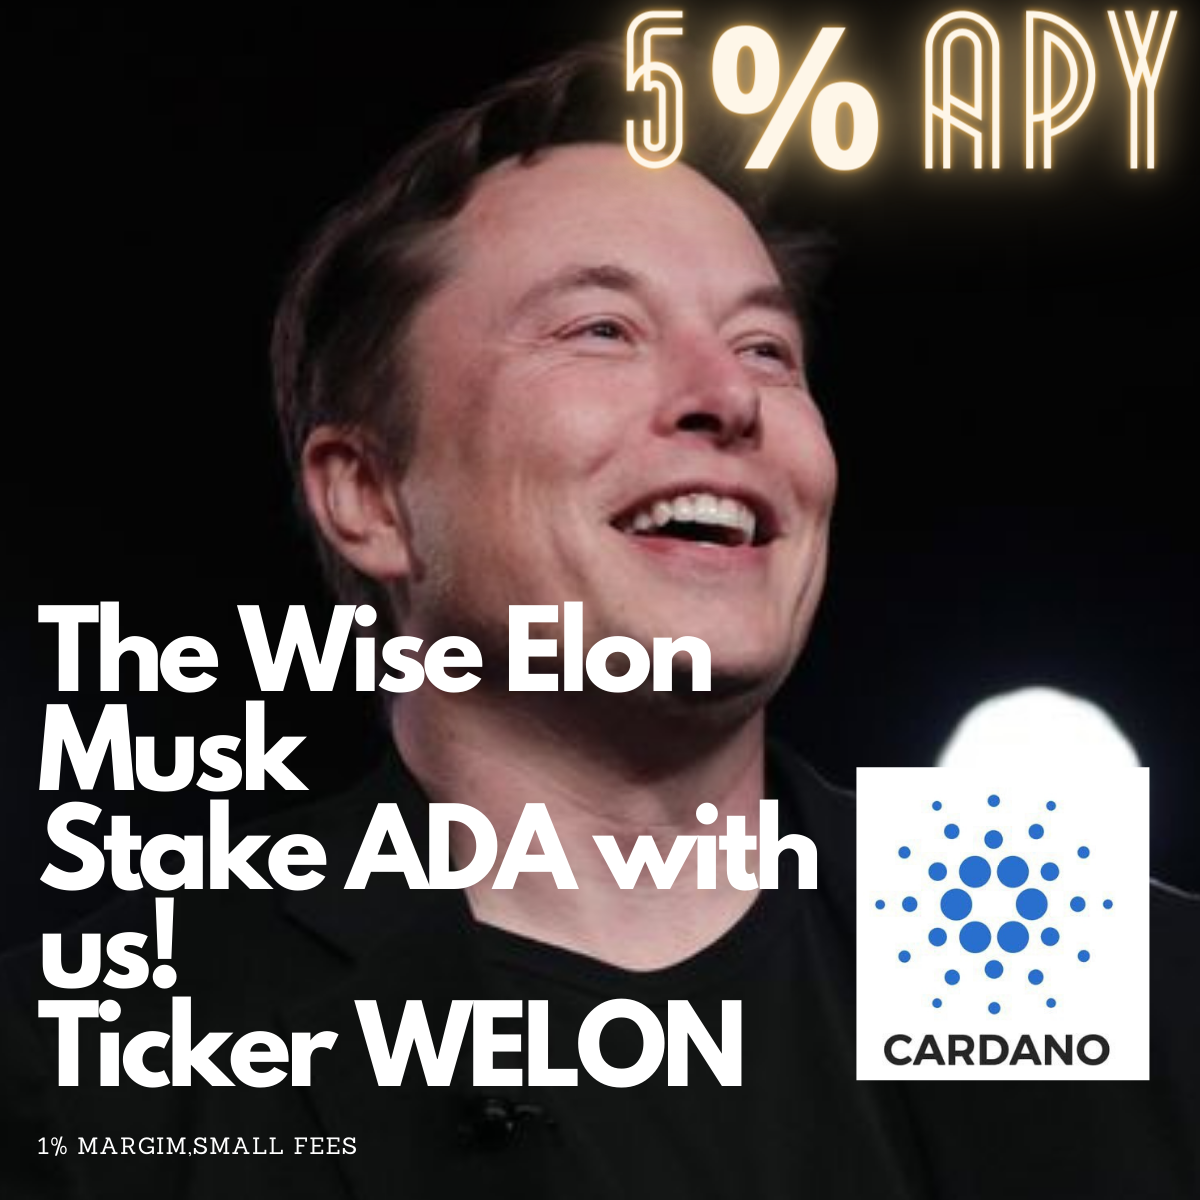 5% APY
The Wise Elon
Musk
Stake ADA with
us!
Ticker WELON
CARDANO
1% MARGIM,SMALL FEES